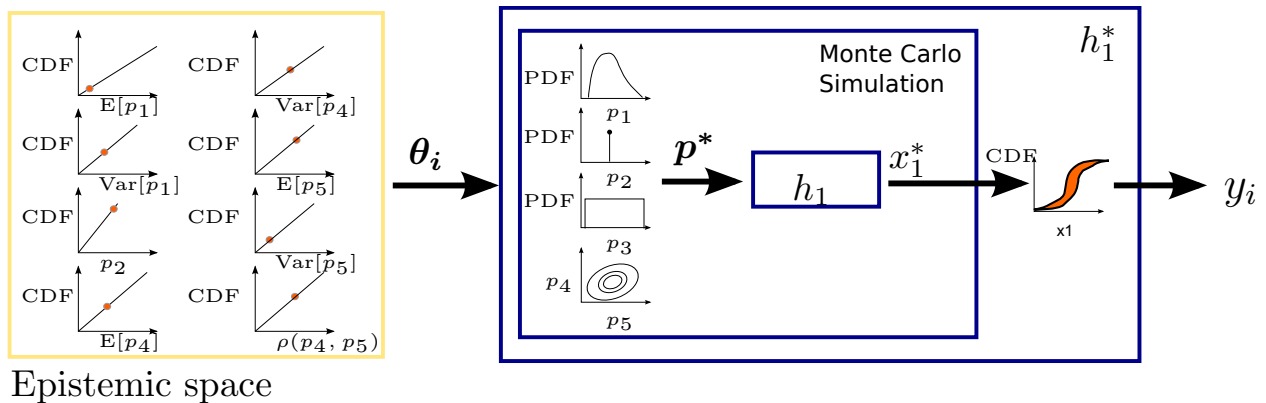 CDF
E[p₁]
CDF
Var[p₄]
CDF
Var[p₁]
CDF
E[p₅]
CDF
p₂
CDF
Var[p₅]
CDF
E[p₄]
CDF
ρ(p₄, p₅)
Epistemic space
θᵢ
h₁*
Monte Carlo
Simulation
PDF
p₁
PDF
p₂
PDF
p₃
p₄
p₅
p*
h₁
x₁*
CDF
x1
yᵢ